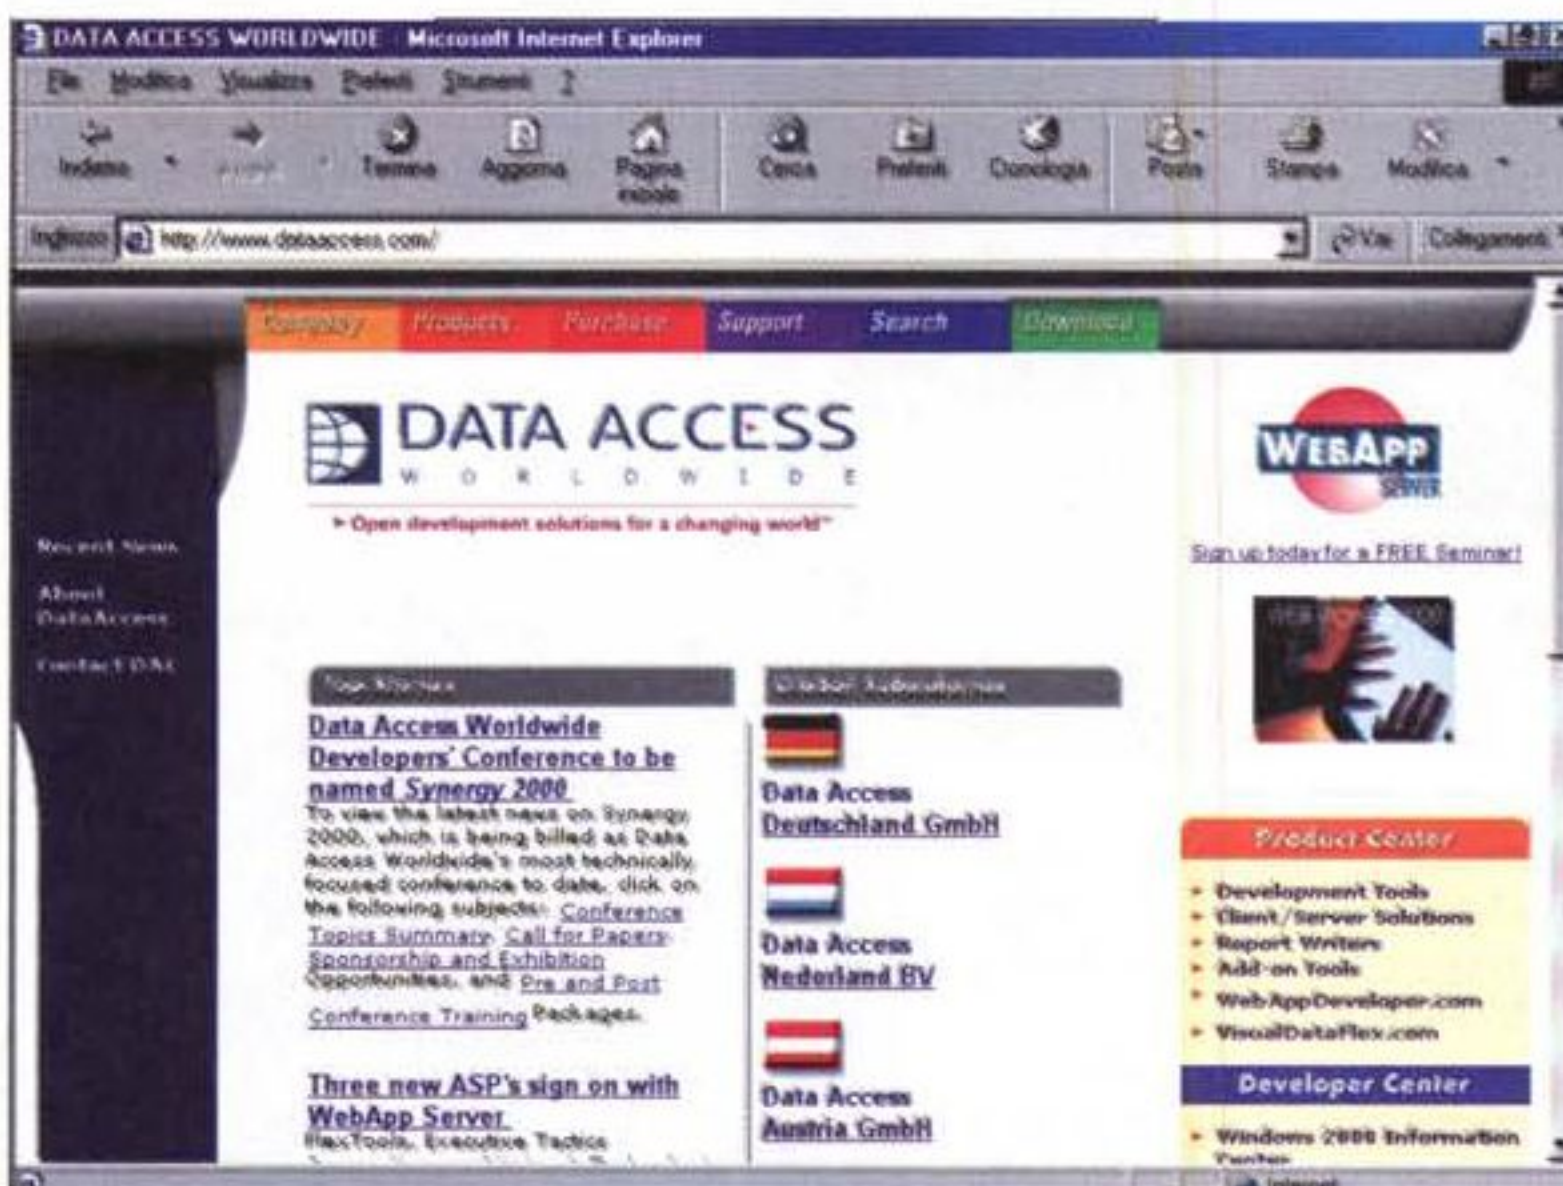 DATA ACCESS WORLDWIDE Microsoft Internet Explorer
File Modifica Visualizza Preferiti Strumenti ?
Indietro Termina Aggiorna Pagina iniziale Cerca Preferiti Cronologia Posta Stampa Modifica
Indirizzo http://www.dataaccess.com/ Vai Collegamenti
Company Products Purchase Support Search Download
DATA ACCESS
WORLDWIDE
Open development solutions for a changing world™
WEBAPP
SERVER
Sign up today for a FREE Seminar!
Recent News
About
DataAccess
Contact DAC
Top Stories
Data Access Worldwide
Developers' Conference to be
named Synergy 2000
To view the latest news on Synergy
2000, which is being billed as Data
Access Worldwide's most technically
focused conference to date, click on
the following subjects: Conference
Topics Summary, Call for Papers,
Sponsorship and Exhibition
Opportunities, and Pre and Post
Conference Training Packages.
Three new ASP's sign on with
WebApp Server
FlexTools, Executive Tactics
Data Access
Deutschland GmbH
Data Access
Nederland BV
Data Access
Austria GmbH
Product Center
Development Tools
Client/Server Solutions
Report Writers
Add-on Tools
WebAppDeveloper.com
VisualDataFlex.com
Developer Center
Windows 2000 Information
Center
Internet